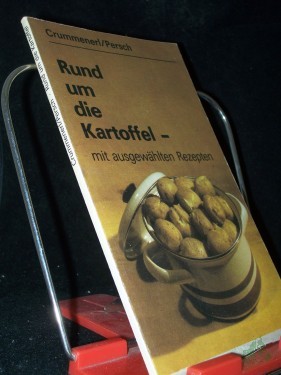 Crummenerl/Persch
Rund
um
die
Kartoffel –
mit ausgewählten Rezepten